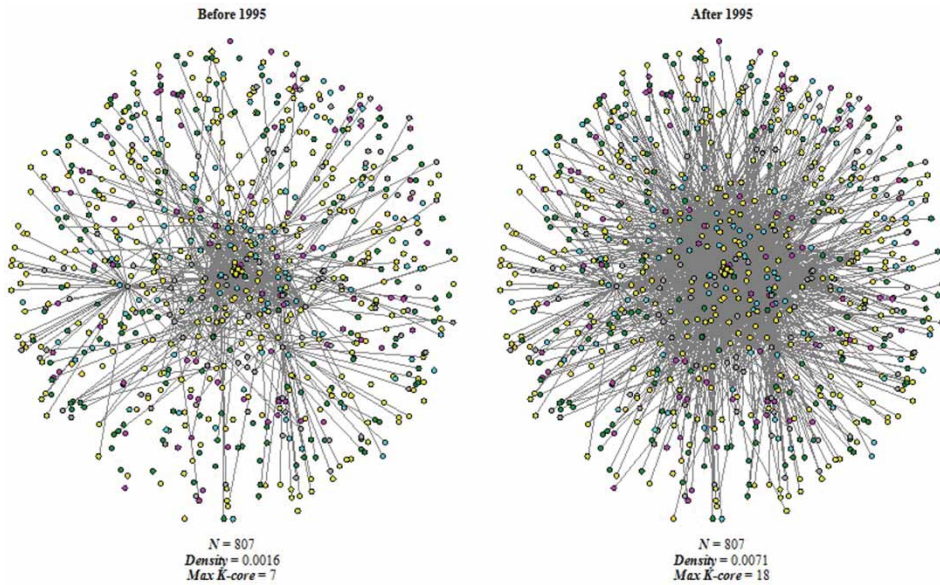 Before 1995
After 1995
N = 807
Density = 0.0016
Max K-core = 7
N = 807
Density = 0.0071
Max K-core = 18